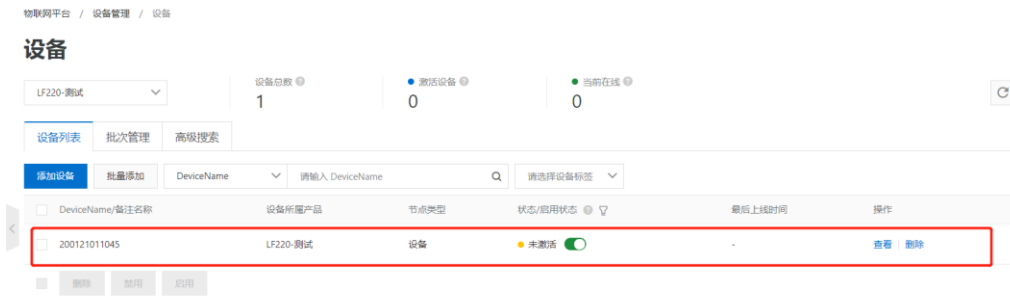 物联网平台 / 设备管理 / 设备
设备
LF220-测试
设备总数
1
激活设备
0
当前在线
0
设备列表 批次管理 高级搜索
添加设备 批量添加 DeviceName 请输入 DeviceName 请选择设备标签
DeviceName/备注名称 设备所属产品 节点类型 状态/启用状态 最后上线时间 操作
200121011045 LF220-测试 设备 未激活 - 查看 删除
删除 禁用 启用